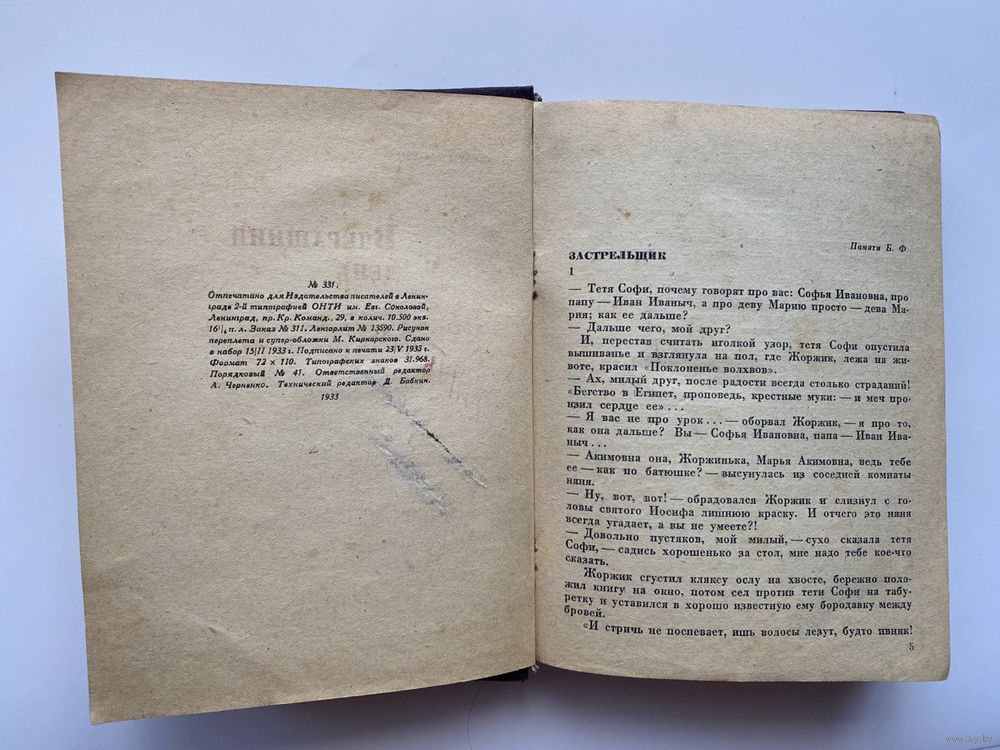 № 331.
Отпечатано для Издательства писателей в Ленин-
граде 2-й типографией ОНТИ им. Евг. Соколовой,
Ленинград, пр. Кр. Команд., 29, в колич. 10.500 экз.
п. л. Заказ № 311. Ленгорлит № 13590. Рисунок
переплета и супер-обложки М. Кирнарского. Сдано
в набор 15/II 1933 г. Подписано к печати 23/V 1933 г.
Формат 72 × 110. Типографских знаков 31.968.
Порядковый № 41. Ответственный редактор
А. Черненко. Технический редактор Д. Бабкин.
1933
Памяти Б. Ф
ЗАСТРЕЛЬЩИК
1
— Тетя Софи, почему говорят про вас: Софья Ивановна, про
папу — Иван Иваныч, а про деву Марию просто — дева Ма-
рия; как ее дальше?
— Дальше чего, мой друг?
И, перестав считать иголкой узор, тетя Софи опустила
вышиванье и взглянула на пол, где Жоржик, лежа на жи-
воте, красил «Поклоненье волхвов».
— Ах, милый друг, после радости всегда столько страданий!
«Бегство в Египет, проповедь, крестные муки: — и меч про-
нзил сердце ее»...
— Я вас не про урок... — оборвал Жоржик, — я про то,
как она дальше? Вы — Софья Ивановна, папа — Иван Ива-
ныч...
— Акимовна она, Жоржинька, Марья Акимовна, ведь тебе
ее — как по батюшке? — высунулась из соседней комнаты
няня.
— Ну, вот, вот! — обрадовался Жоржик и слизнул с го-
ловы святого Иосифа лишнюю краску. И отчего это няня
всегда угадает, а вы не умеете?!
— Довольно пустяков, мой милый, — сухо сказала тетя
Софи, — садись хорошенько за стол, мне надо тебе кое-что
сказать.
Жоржик сгустил кляксу ослу на хвосте, бережно поло-
жил книгу на окно, потом сел против тети Софи на табу-
ретку и уставился в хорошо известную ему бородавку между
бровей.
«И стричь не поспевает, ишь волосы лезут, будто ивняк!
5
www.ay.by